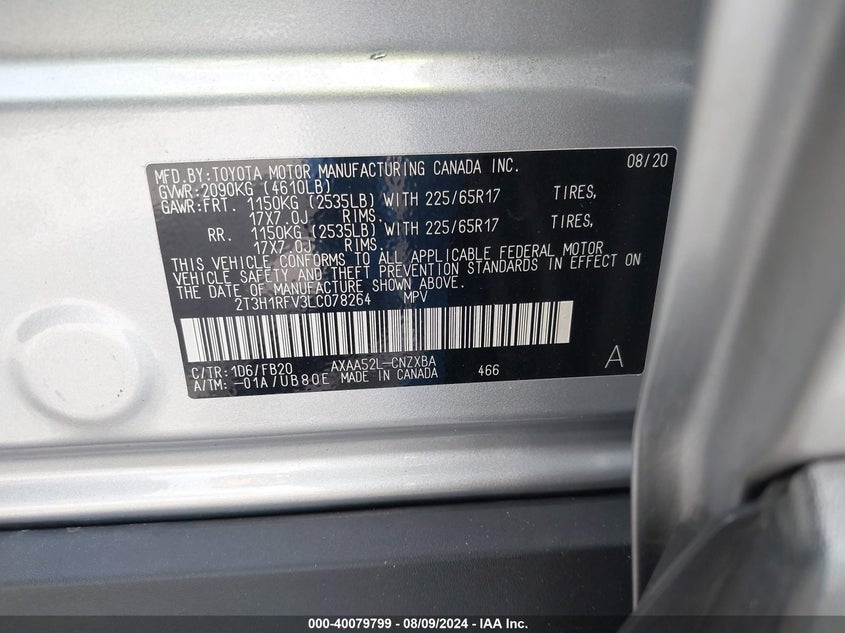 MFD.BY:TOYOTA MOTOR MANUFACTURING CANADA INC. 08/20
GVWR:2090KG (4610LB)
GAWR:FRT. 1150KG (2535LB) WITH 225/65R17 TIRES,
17X7.0J RIMS.
RR. 1150KG (2535LB) WITH 225/65R17 TIRES,
17X7.0J RIMS.
THIS VEHICLE CONFORMS TO ALL APPLICABLE FEDERAL MOTOR
VEHICLE SAFETY AND THEFT PREVENTION STANDARDS IN EFFECT ON
THE DATE OF MANUFACTURE SHOWN ABOVE.
2T3H1RFV3LC078264 MPV
C/TR:1D6/FB20 AXAA52L-CNZXBA A
A/TM:-01A/UB80E MADE IN CANADA 466
000-40079799 - 08/09/2024 - IAA Inc.